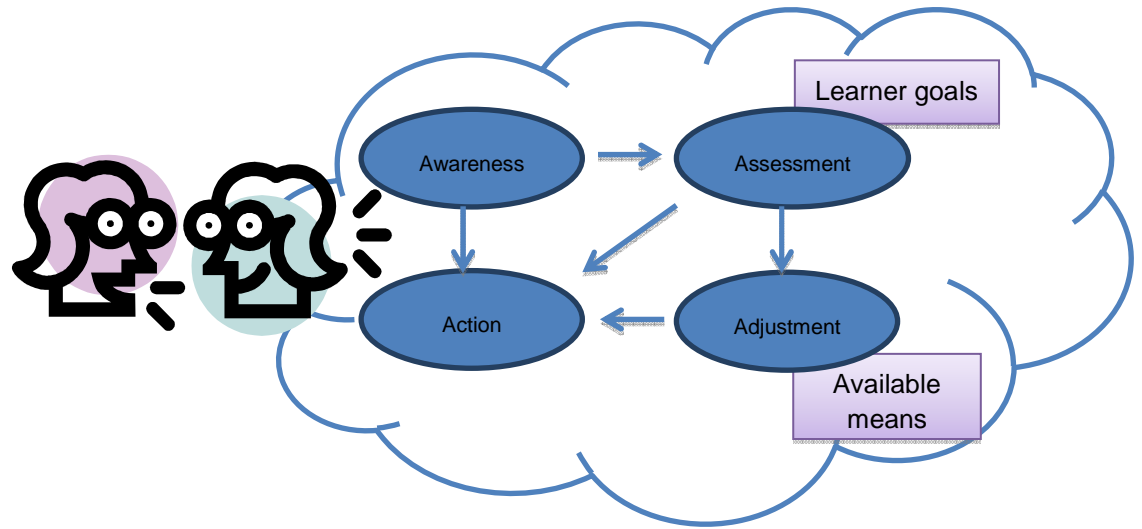 Learner goals
Awareness
Assessment
Action
Adjustment
Available
means